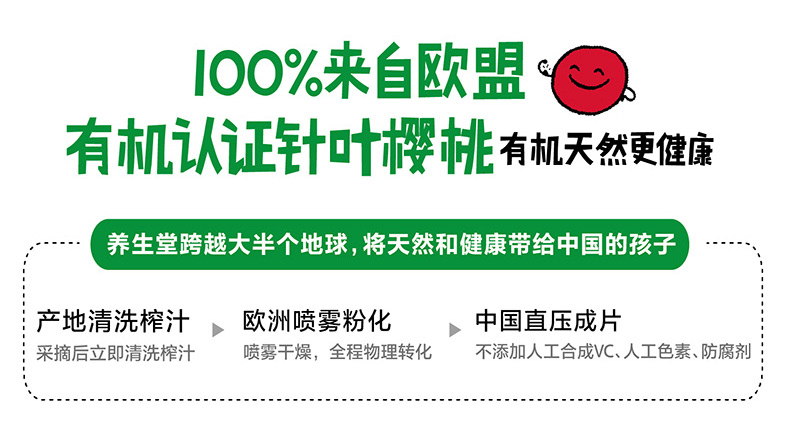 100%来自欧盟
有机认证针叶樱桃 有机天然更健康
养生堂跨越大半个地球，将天然和健康带给中国的孩子
产地清洗榨汁
采摘后立即清洗榨汁
欧洲喷雾粉化
喷雾干燥，全程物理转化
中国直压成片
不添加人工合成VC、人工色素、防腐剂